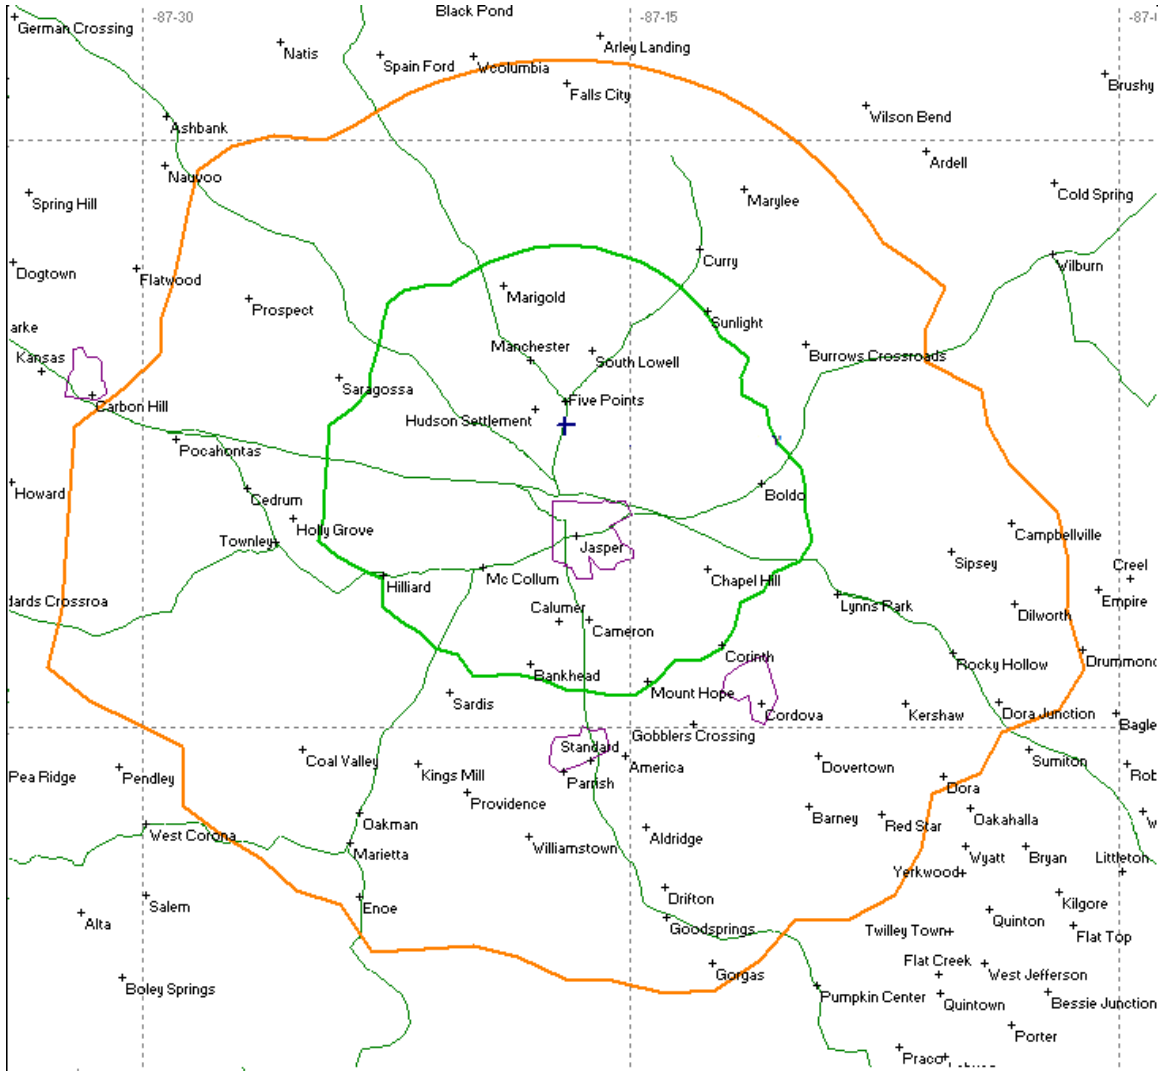 Black Pond
-87-30
-87-15
German Crossing
Natis
Arley Landing
Spain Ford
Wcolumbia
Brushy
Falls City
Wilson Bend
Ashbank
Ardell
Nauvoo
Marylee
Cold Spring
Spring Hill
Curry
Wilburn
Dogtown
Flatwood
Marigold
Prospect
Sunlight
arke
Manchester
Burrows Crossroads
Kansas
South Lowell
Saragossa
Carbon Hill
Five Points
Hudson Settlement
Pocahontas
Howard
Boldo
Cedrum
Holly Grove
Campbellville
Townley
Jasper
Sipsey
Creel
Mc Collum
Chapel Hill
Hilliard
dards Crossroa
Calumer
Lynns Park
Empire
Dilworth
Cameron
Corinth
Rocky Hollow
Drummond
Bankhead
Mount Hope
Sardis
Cordova
Kershaw
Dora Junction
Bagle
Gobblers Crossing
Standard
Coal Valley
America
Dovertown
Sumiton
Pea Ridge
Pendley
Kings Mill
Rob
Parrish
Dora
Providence
Barney
Oakahalla
West Corona
Oakman
Red Star
W
Williamstown
Aldridge
Marietta
Wyatt
Bryan
Littleton
Yerkwood
Drifton
Kilgore
Salem
Enoe
Alta
Goodsprings
Twilley Town
Quinton
Flat Top
Flat Creek
Gorgas
West Jefferson
Boley Springs
Pumpkin Center
Quintown
Bessie Junction
Porter
Praco